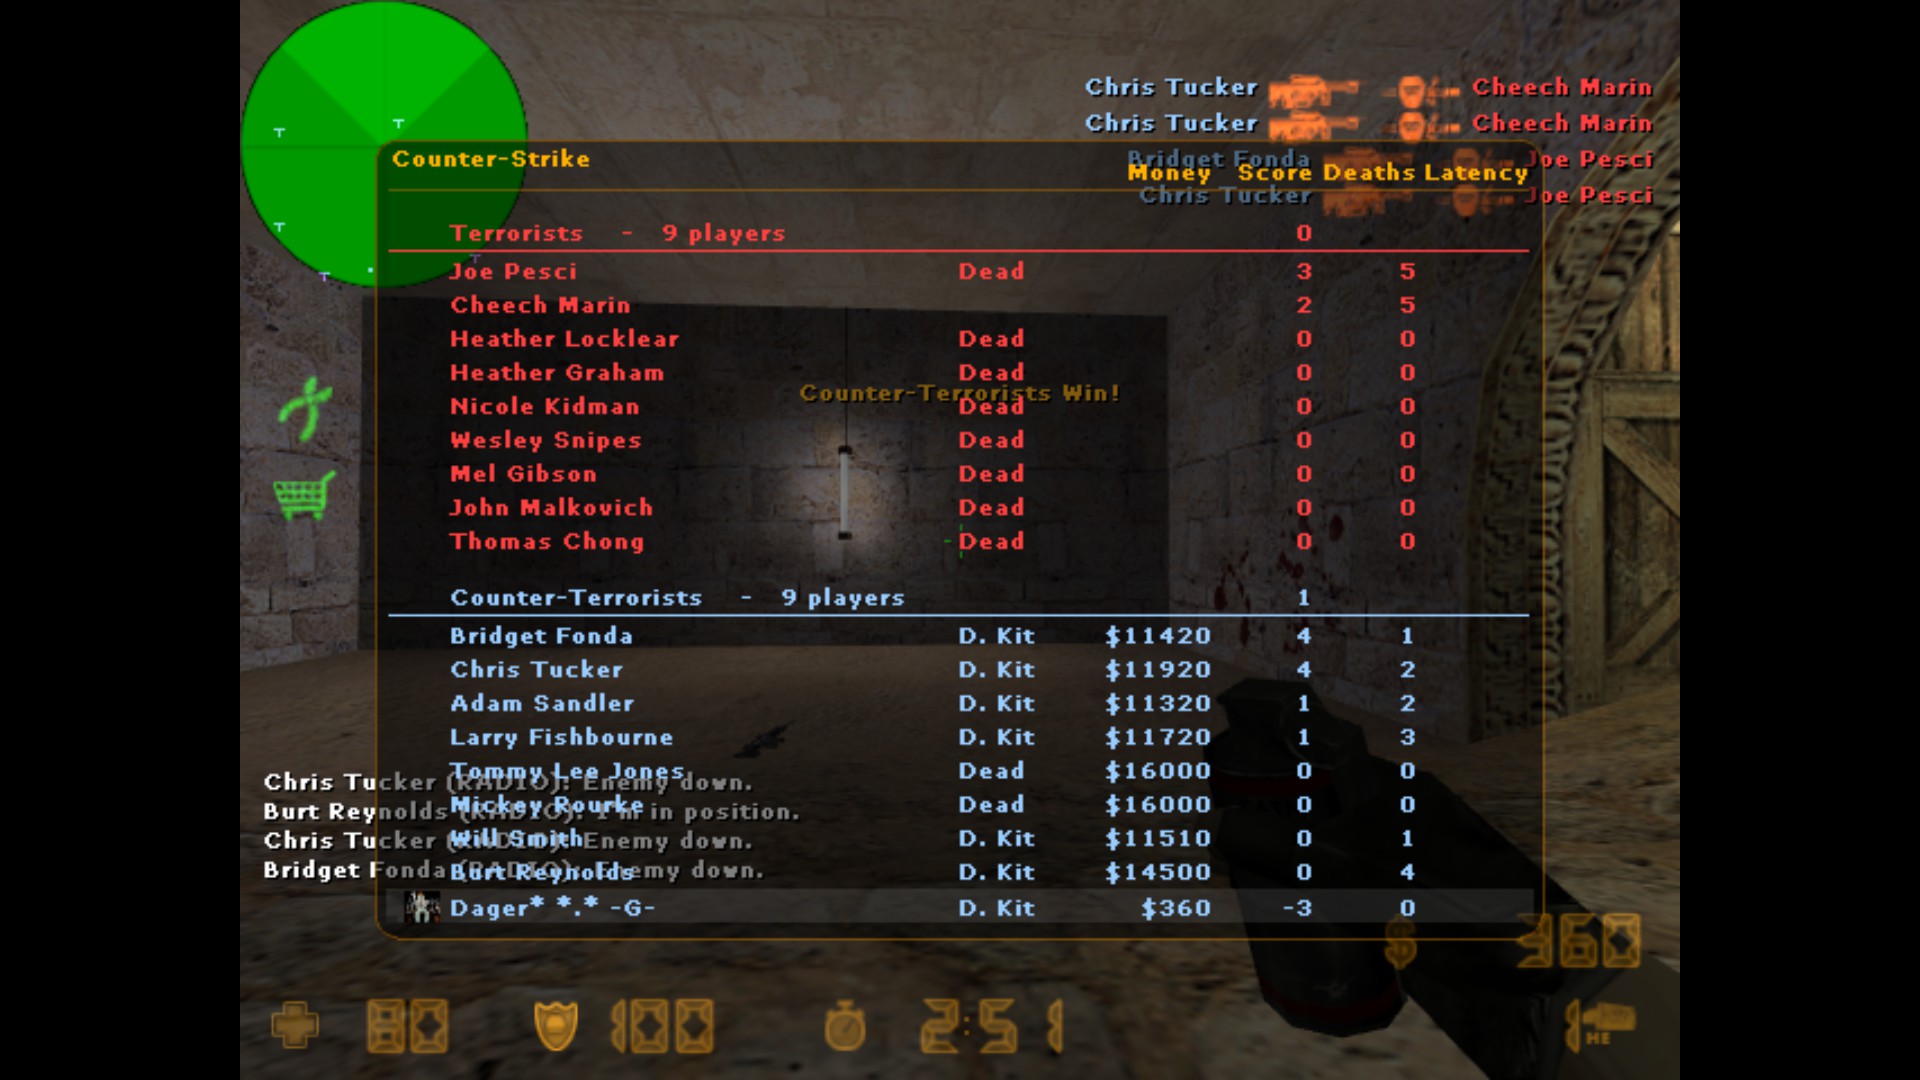 Chris Tucker Cheech Marin
Chris Tucker Cheech Marin
Bridget Fonda Joe Pesci
Chris Tucker Joe Pesci
Counter-Strike
Money Score Deaths Latency
Terrorists - 9 players 0
Joe Pesci Dead 3 5
Cheech Marin 2 5
Heather Locklear Dead 0 0
Heather Graham Dead 0 0
Counter-Terrorists Win!
Nicole Kidman Dead 0 0
Wesley Snipes Dead 0 0
Mel Gibson Dead 0 0
John Malkovich Dead 0 0
Thomas Chong Dead 0 0
Counter-Terrorists - 9 players 1
Bridget Fonda D. Kit $11420 4 1
Chris Tucker D. Kit $11920 4 2
Adam Sandler D. Kit $11320 1 2
Larry Fishbourne D. Kit $11720 1 3
Tommy Lee Jones Dead $16000 0 0
Mickey Rourke Dead $16000 0 0
Will Smith D. Kit $11510 0 1
Burt Reynolds D. Kit $14500 0 4
Dager* *.* -G- D. Kit $360 -3 0
Chris Tucker (RADIO): Enemy down.
Burt Reynolds (RADIO): I'm in position.
Chris Tucker (RADIO): Enemy down.
Bridget Fonda (RADIO): Enemy down.
$ 360
80 100 2:51 1 HE